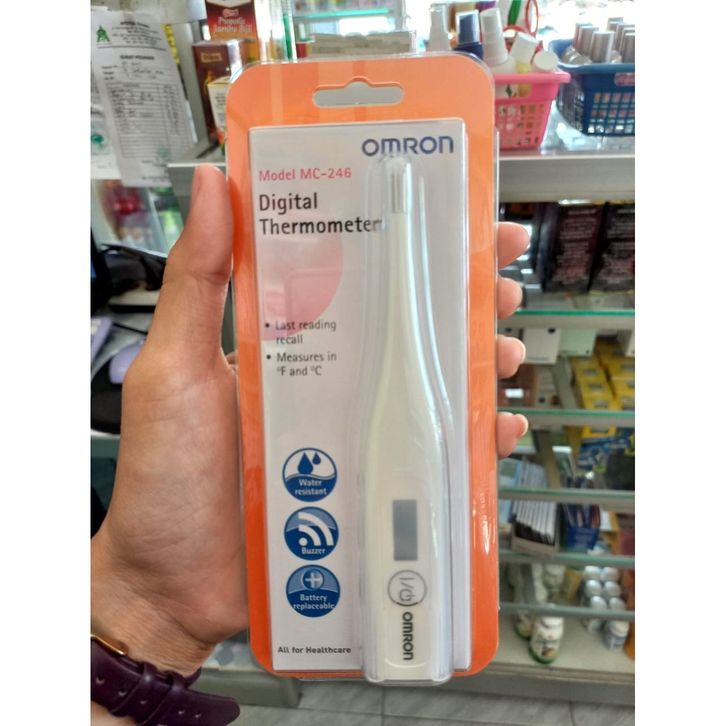 Propolis
OMRON
Model MC-246
Digital
Thermometer
• Last reading
recall
• Measures in
°F and °C
Water
resistant
Buzzer
Battery
replaceable
All for Healthcare
OMRON